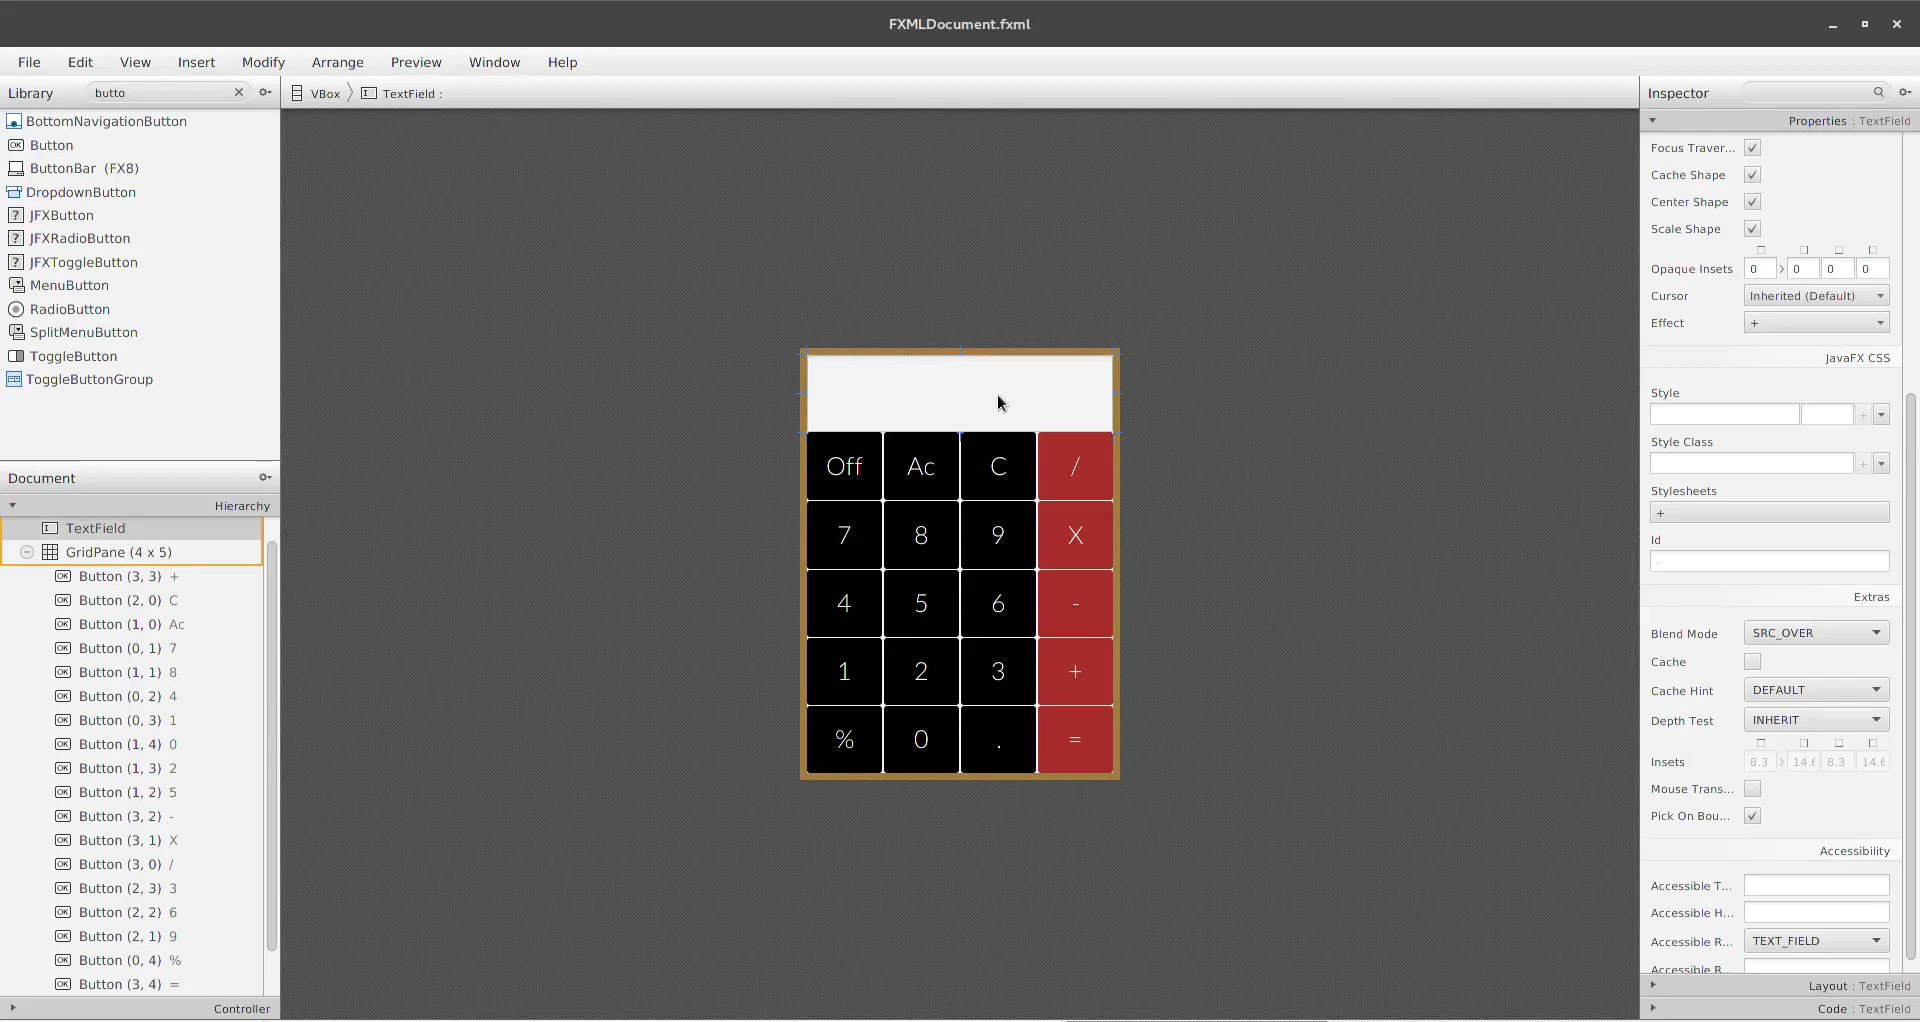 FXMLDocument.fxml
File Edit View Insert Modify Arrange Preview Window Help
Library butto
VBox TextField :
Inspector
BottomNavigationButton
Button
ButtonBar (FX8)
DropdownButton
JFXButton
JFXRadioButton
JFXToggleButton
MenuButton
RadioButton
SplitMenuButton
ToggleButton
ToggleButtonGroup
Document
Hierarchy
TextField
GridPane (4 x 5)
Button (3, 3) +
Button (2, 0) C
Button (1, 0) Ac
Button (0, 1) 7
Button (1, 1) 8
Button (0, 2) 4
Button (0, 3) 1
Button (1, 4) 0
Button (1, 3) 2
Button (1, 2) 5
Button (3, 2) -
Button (3, 1) X
Button (3, 0) /
Button (2, 3) 3
Button (2, 2) 6
Button (2, 1) 9
Button (0, 4) %
Button (3, 4) =
Controller
Off Ac C /
7 8 9 X
4 5 6 -
1 2 3 +
% 0 . =
Properties : TextField
Focus Traver...
Cache Shape
Center Shape
Scale Shape
Opaque Insets 0 0 0 0
Cursor Inherited (Default)
Effect +
JavaFX CSS
Style
Style Class
Stylesheets
+
Id
Extras
Blend Mode SRC_OVER
Cache
Cache Hint DEFAULT
Depth Test INHERIT
Insets 8.3 14.6 8.3 14.6
Mouse Trans...
Pick On Bou...
Accessibility
Accessible T...
Accessible H...
Accessible R... TEXT_FIELD
Accessible R...
Layout : TextField
Code : TextField